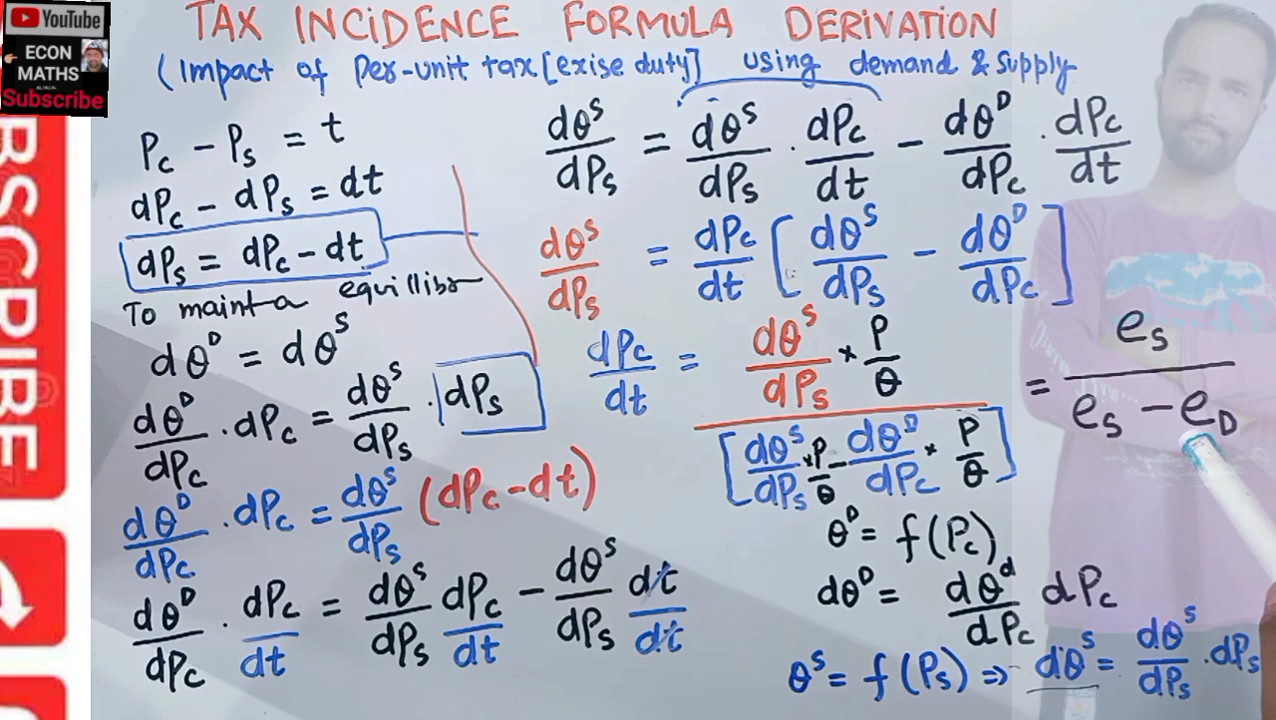 YouTube
ECON
MATHS
Subscribe
BSCRIBE
TAX INCIDENCE FORMULA DERIVATION
(Impact of Per-unit tax [exise duty] using demand & supply
Pc - Ps = t
dPc - dPs = dt
dPs = dPc - dt
To mainta equillibr
dθᴰ = dθˢ
dθᴰ/dPc . dPc = dθˢ/dPs . dPs
dθᴰ/dPc . dPc = dθˢ/dPs (dPc - dt)
dθᴰ/dPc . dPc/dt = dθˢ/dPs dPc/dt - dθˢ/dPs dt/dt
dθˢ/dPs = dθˢ/dPs . dPc/dt - dθᴰ/dPc . dPc/dt
dθˢ/dPs = dPc/dt [dθˢ/dPs - dθᴰ/dPc]
dPc/dt = dθˢ/dPs × P/θ / [dθˢ/dPs × P/θ - dθᴰ/dPc × P/θ] = es / es - eD
θᴰ = f(Pc)
dθᴰ = dθᵈ/dPc dPc
θˢ = f(Ps) ⇒ dθˢ = dθˢ/dPs . dPs